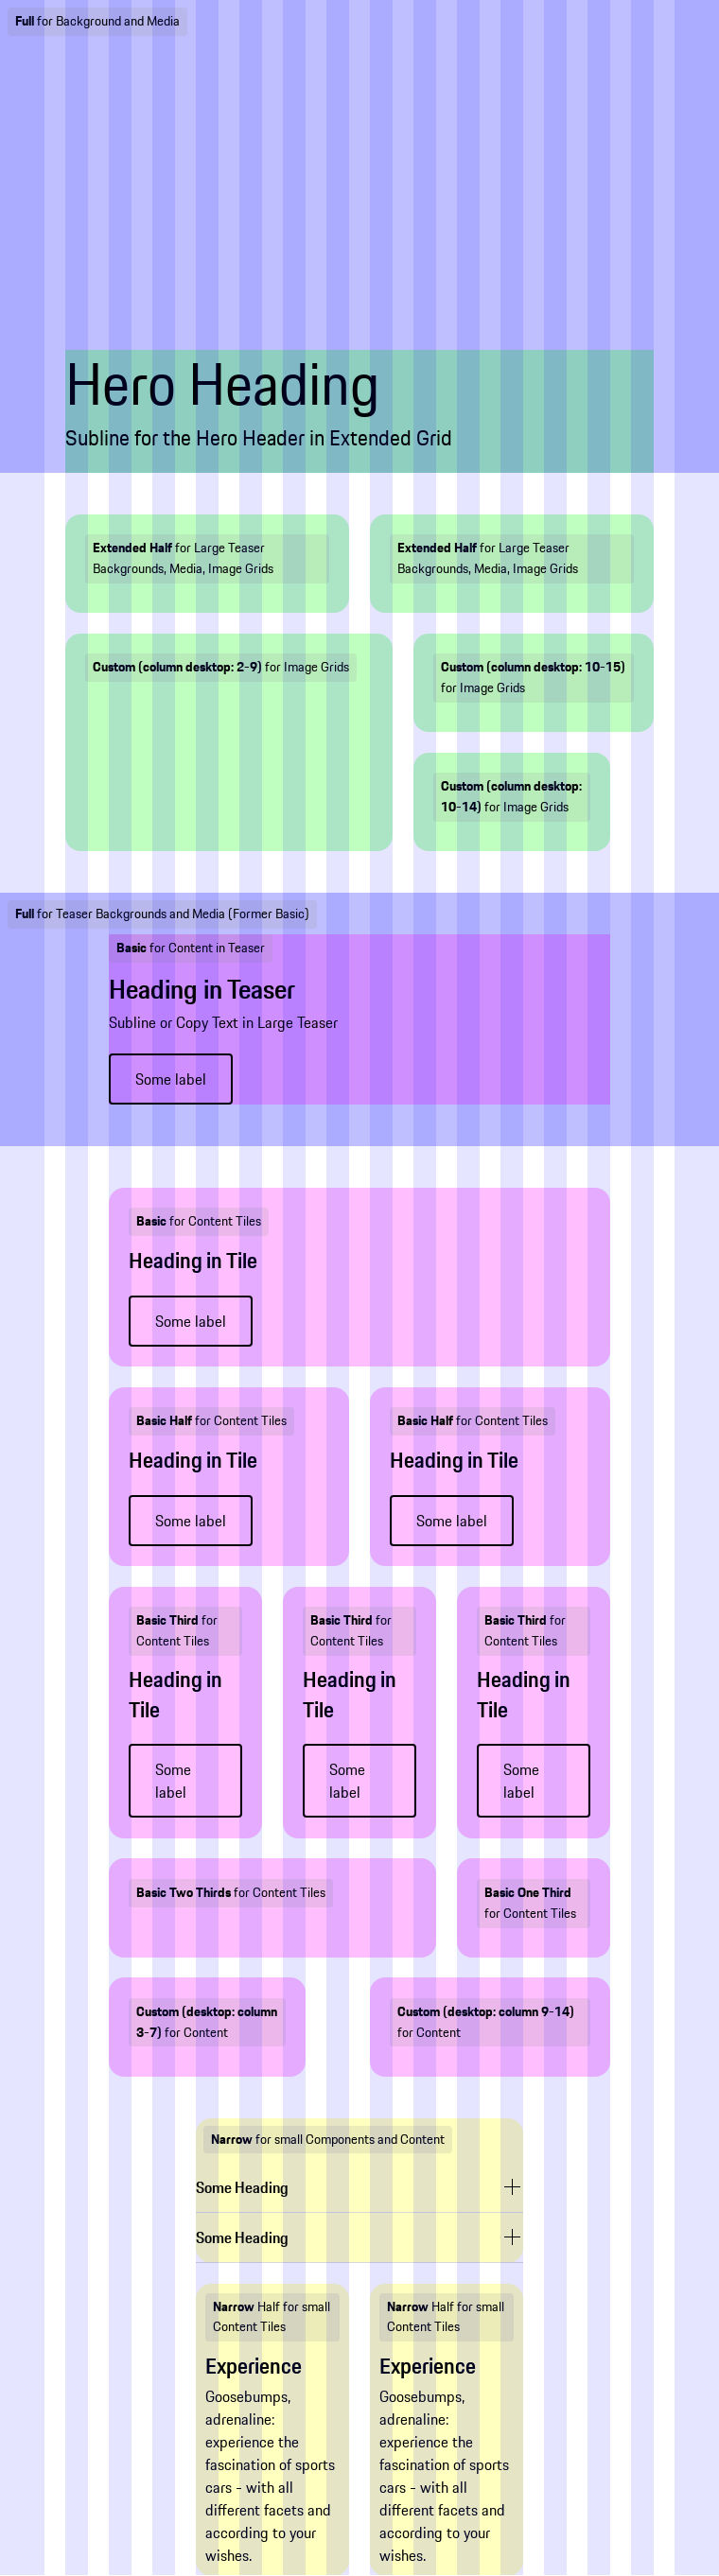 Full for Background and Media
Hero Heading
Subline for the Hero Header in Extended Grid
Extended Half for Large Teaser
Backgrounds, Media, Image Grids
Extended Half for Large Teaser
Backgrounds, Media, Image Grids
Custom (column desktop: 2-9) for Image Grids
Custom (column desktop: 10-15)
for Image Grids
Custom (column desktop:
10-14) for Image Grids
Full for Teaser Backgrounds and Media (Former Basic)
Basic for Content in Teaser
Heading in Teaser
Subline or Copy Text in Large Teaser
Some label
Basic for Content Tiles
Heading in Tile
Some label
Basic Half for Content Tiles
Heading in Tile
Some label
Basic Half for Content Tiles
Heading in Tile
Some label
Basic Third for
Content Tiles
Heading in
Tile
Some
label
Basic Third for
Content Tiles
Heading in
Tile
Some
label
Basic Third for
Content Tiles
Heading in
Tile
Some
label
Basic Two Thirds for Content Tiles
Basic One Third
for Content Tiles
Custom (desktop: column
3-7) for Content
Custom (desktop: column 9-14)
for Content
Narrow for small Components and Content
Some Heading
Some Heading
Narrow Half for small
Content Tiles
Experience
Goosebumps,
adrenaline:
experience the
fascination of sports
cars - with all
different facets and
according to your
wishes.
Narrow Half for small
Content Tiles
Experience
Goosebumps,
adrenaline:
experience the
fascination of sports
cars - with all
different facets and
according to your
wishes.